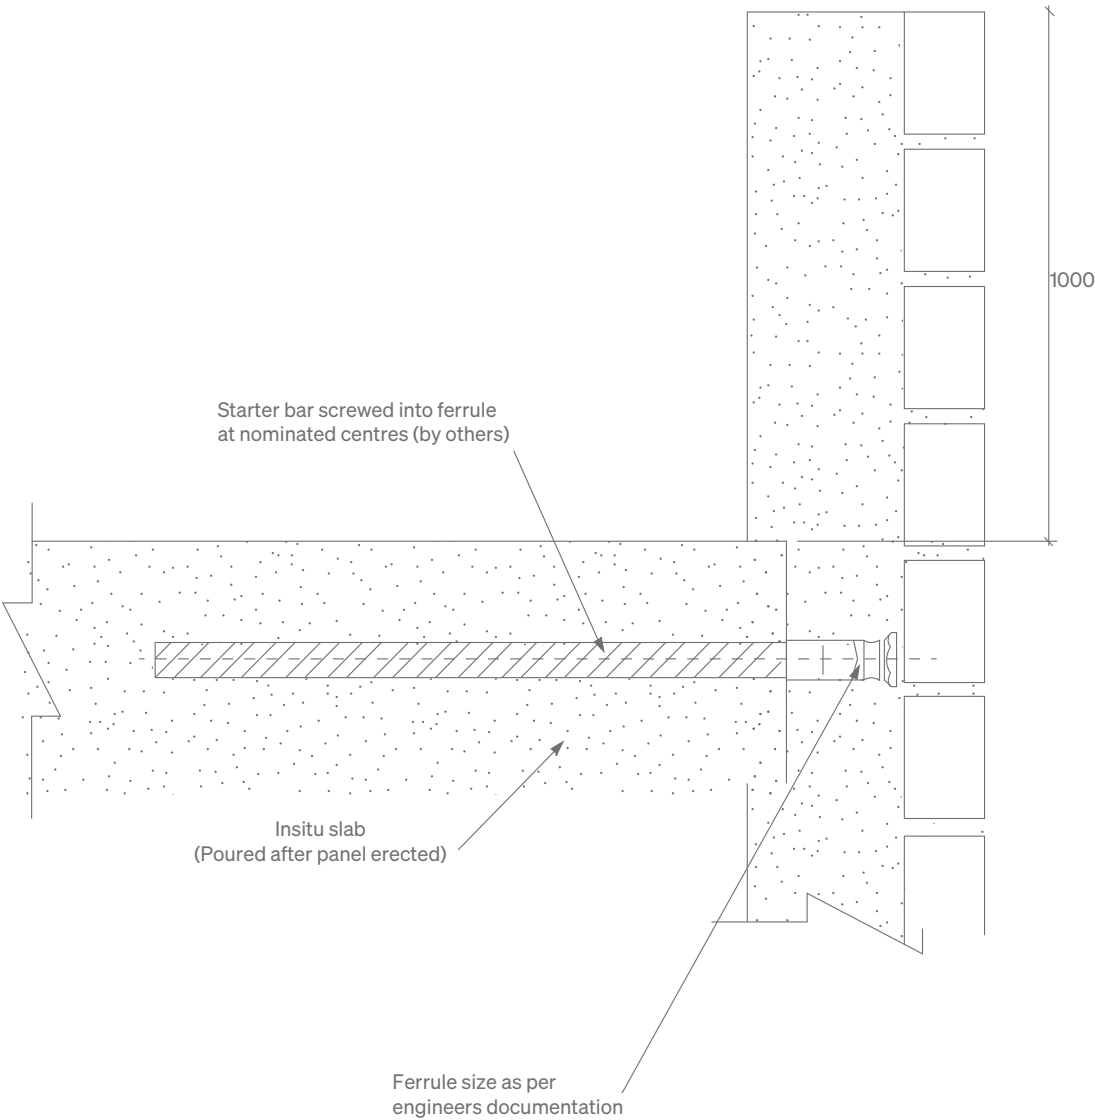 1000
Starter bar screwed into ferrule
at nominated centres (by others)
Insitu slab
(Poured after panel erected)
Ferrule size as per
engineers documentation